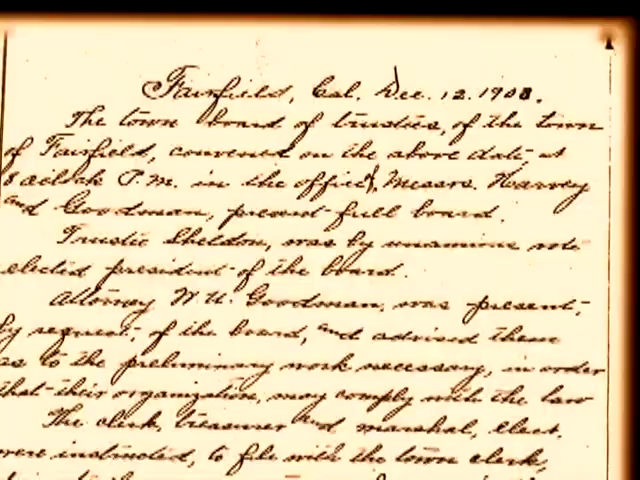 Fairfield, Cal. Dec. 12. 1903.
The town board of trustees, of the town
of Fairfield, convened on the above date, at
8 o'clock P.M. in the office of, Messrs. Harvey
and Goodman, present full board.
Trustee Sheldon, was by unanimous vote
elected president of the board.
Attorney W. U. Goodman, was present,
by request, of the board, and advised them
as to the preliminary work necessary, in order
that their organization, may comply with the law
The clerk, treasurer and marshal, elect.
were instructed, to file with the town clerk,